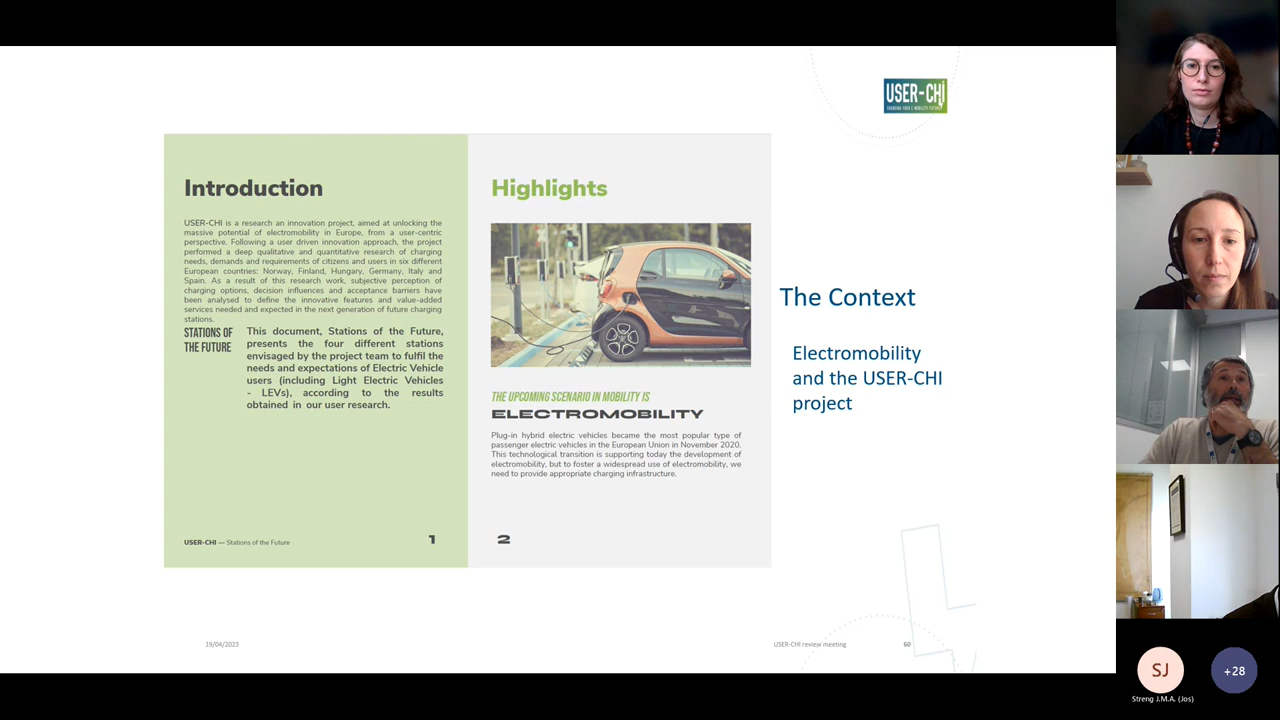 USER-CHi
CHARGING YOUR E-MOBILITY FUTURE
Introduction
USER-CHI is a research an innovation project, aimed at unlocking the
massive potential of electromobility in Europe, from a user-centric
perspective. Following a user driven innovation approach, the project
performed a deep qualitative and quantitative research of charging
needs, demands and requirements of citizens and users in six different
European countries: Norway, Finland, Hungary, Germany, Italy and
Spain. As a result of this research work, subjective perception of
charging options, decision influences and acceptance barriers have
been analysed to define the innovative features and value-added
services needed and expected in the next generation of future charging
stations.
STATIONS OF
THE FUTURE
This document, Stations of the Future,
presents the four different stations
envisaged by the project team to fulfil the
needs and expectations of Electric Vehicle
users (including Light Electric Vehicles
- LEVs), according to the results
obtained in our user research.
USER-CHI — Stations of the Future
1
Highlights
THE UPCOMING SCENARIO IN MOBILITY IS
ELECTROMOBILITY
Plug-in hybrid electric vehicles became the most popular type of
passenger electric vehicles in the European Union in November 2020.
This technological transition is supporting today the development of
electromobility, but to foster a widespread use of electromobility, we
need to provide appropriate charging infrastructure.
2
The Context
Electromobility
and the USER-CHI
project
19/04/2023
USER-CHI review meeting
60
SJ
+28
Streng J.M.A. (Jos)